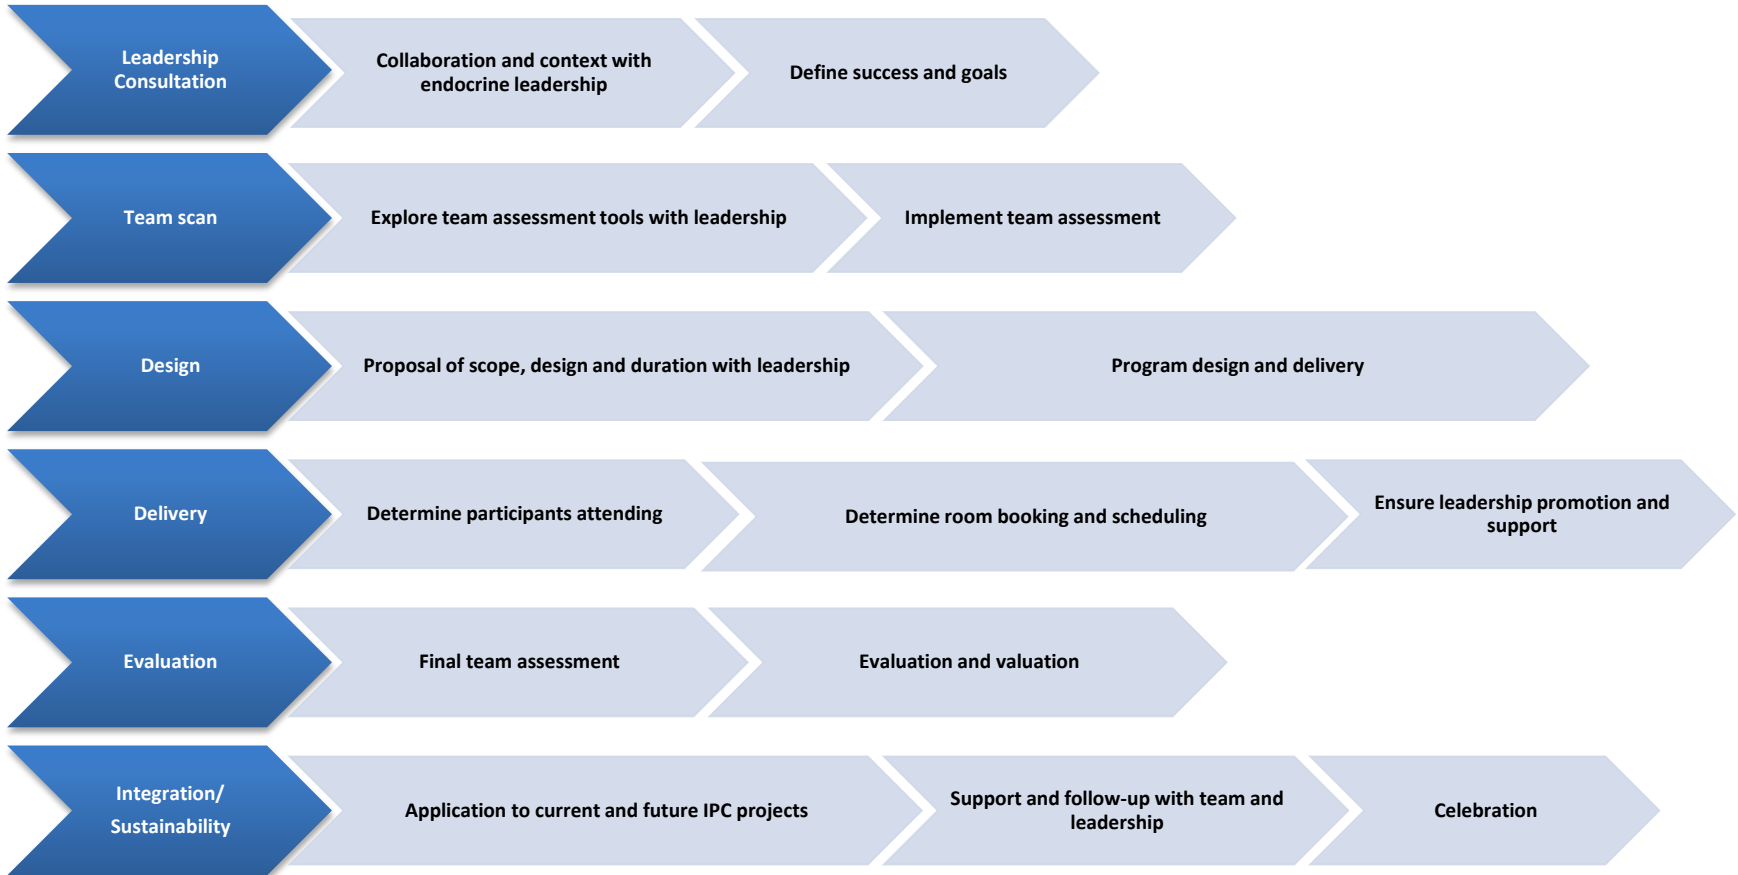 Leadership
Consultation
Collaboration and context with
endocrine leadership
Define success and goals
Team scan
Explore team assessment tools with leadership
Implement team assessment
Design
Proposal of scope, design and duration with leadership
Program design and delivery
Delivery
Determine participants attending
Determine room booking and scheduling
Ensure leadership promotion and
support
Evaluation
Final team assessment
Evaluation and valuation
Integration/
Sustainability
Application to current and future IPC projects
Support and follow-up with team and
leadership
Celebration